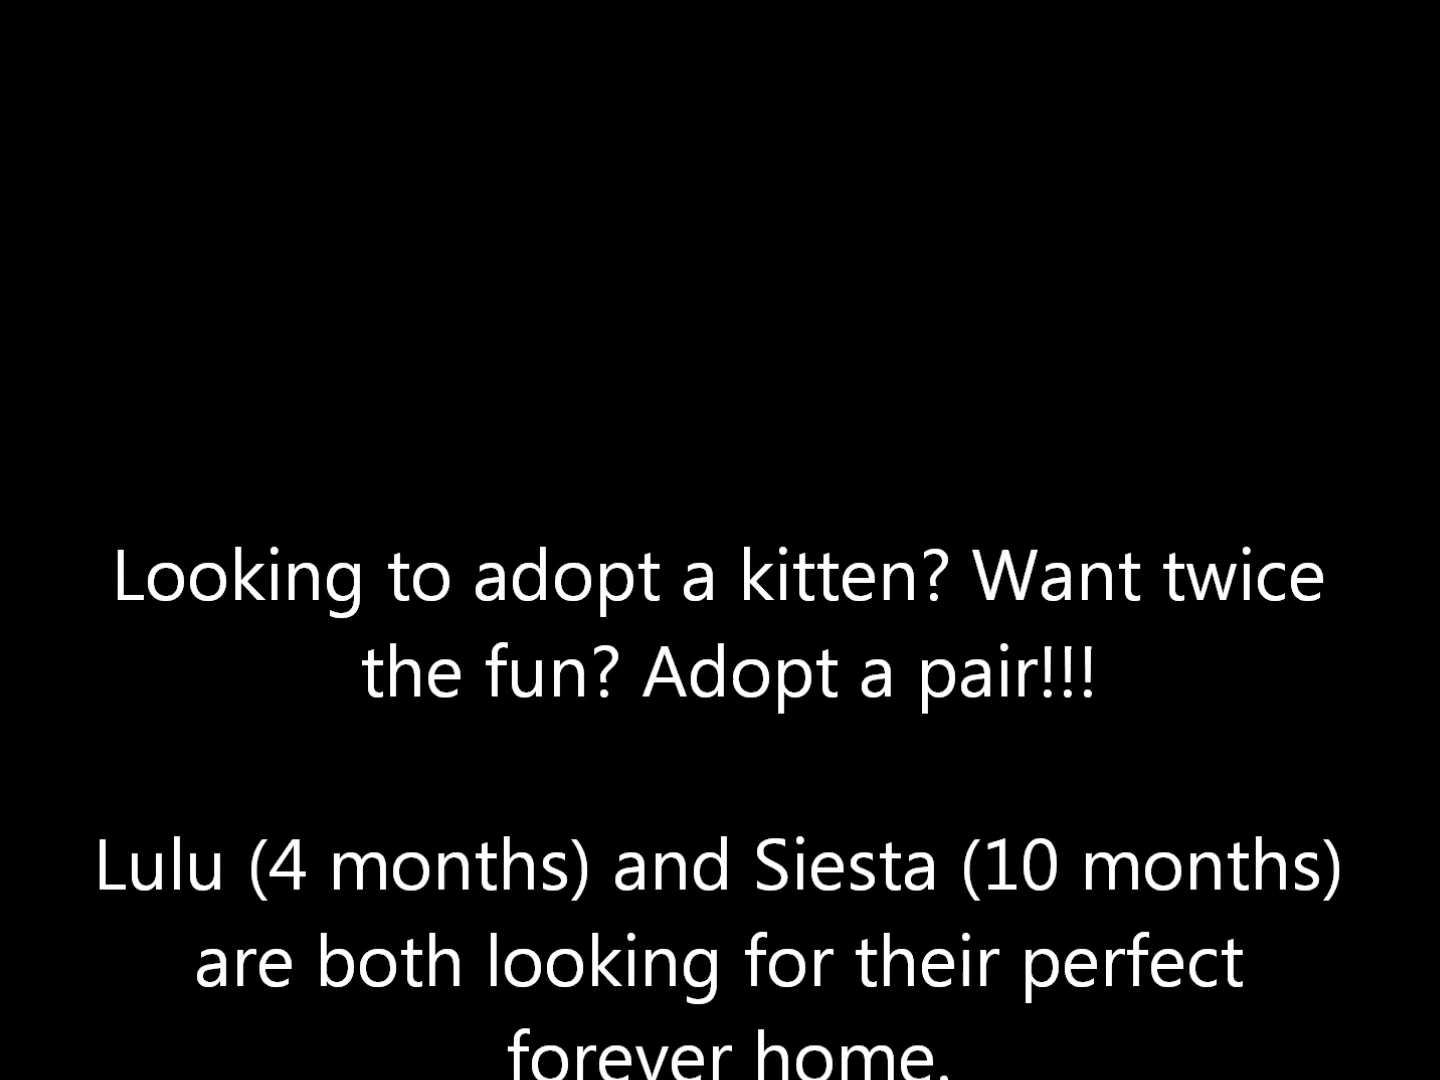 Looking to adopt a kitten? Want twice
the fun? Adopt a pair!!!
Lulu (4 months) and Siesta (10 months)
are both looking for their perfect
forever home.